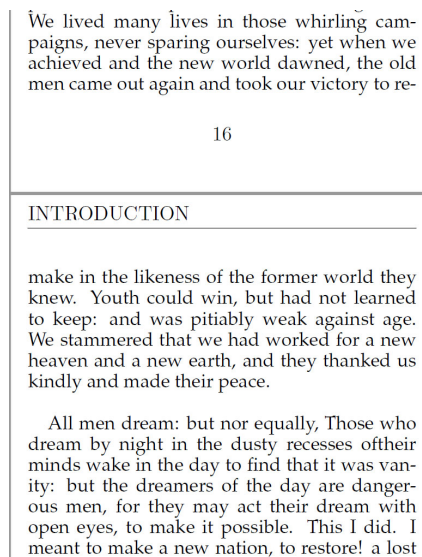 We lived many lives in those whirling cam-
paigns, never sparing ourselves: yet when we
achieved and the new world dawned, the old
men came out again and took our victory to re-
16
INTRODUCTION
make in the likeness of the former world they
knew. Youth could win, but had not learned
to keep: and was pitiably weak against age.
We stammered that we had worked for a new
heaven and a new earth, and they thanked us
kindly and made their peace.
All men dream: but nor equally, Those who
dream by night in the dusty recesses oftheir
minds wake in the day to find that it was van-
ity: but the dreamers of the day are danger-
ous men, for they may act their dream with
open eyes, to make it possible. This I did. I
meant to make a new nation, to restore! a lost